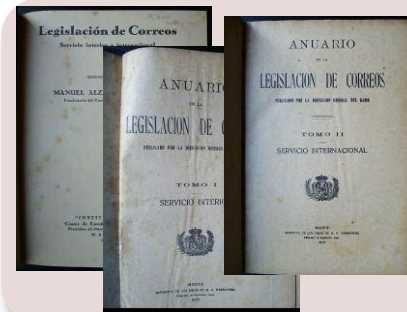 Legislación de Correos
Servicio interior e internacional
MANUEL ALZ
"INSTIT
ANUARIO
DE LA
LEGISLACION DE C
PUBLICADO POR LA DIRECCION GENERAL
TOMO I
SERVICIO INTERIO
MADRID
ANUARIO
DE LA
LEGISLACION DE CORREOS
PUBLICADO POR LA DIRECCION GENERAL DEL RAMO
TOMO II
SERVICIO INTERNACIONAL
MADRID